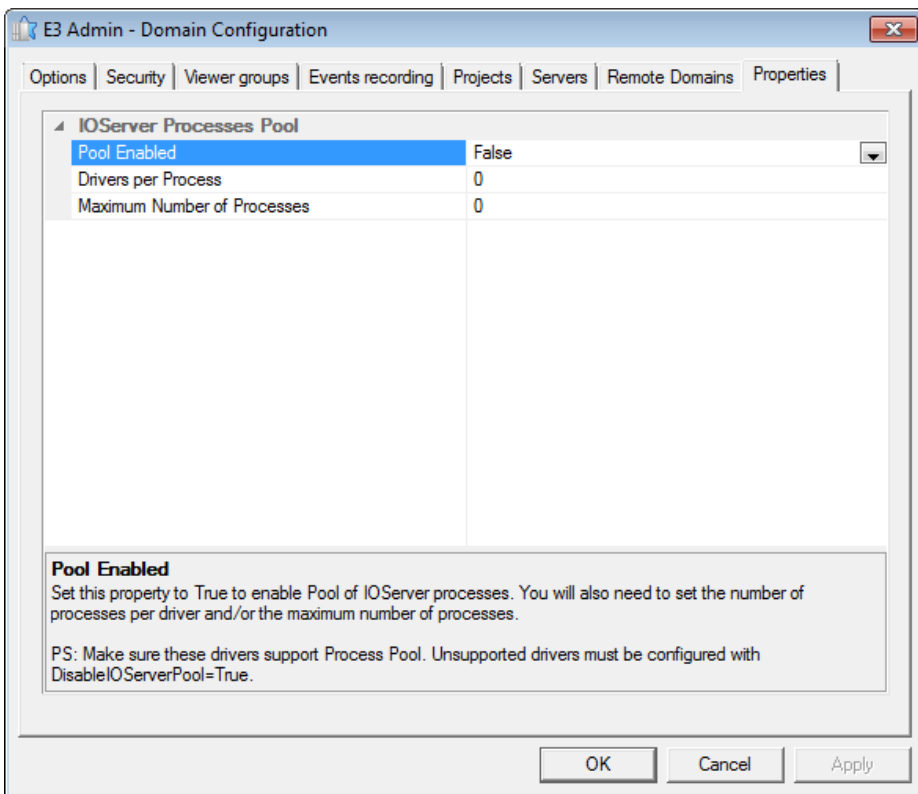 E3 Admin - Domain Configuration
Options Security Viewer groups Events recording Projects Servers Remote Domains Properties
IOServer Processes Pool
Pool Enabled False
Drivers per Process 0
Maximum Number of Processes 0
Pool Enabled
Set this property to True to enable Pool of IOServer processes. You will also need to set the number of
processes per driver and/or the maximum number of processes.
PS: Make sure these drivers support Process Pool. Unsupported drivers must be configured with
DisableIOServerPool=True.
OK Cancel Apply